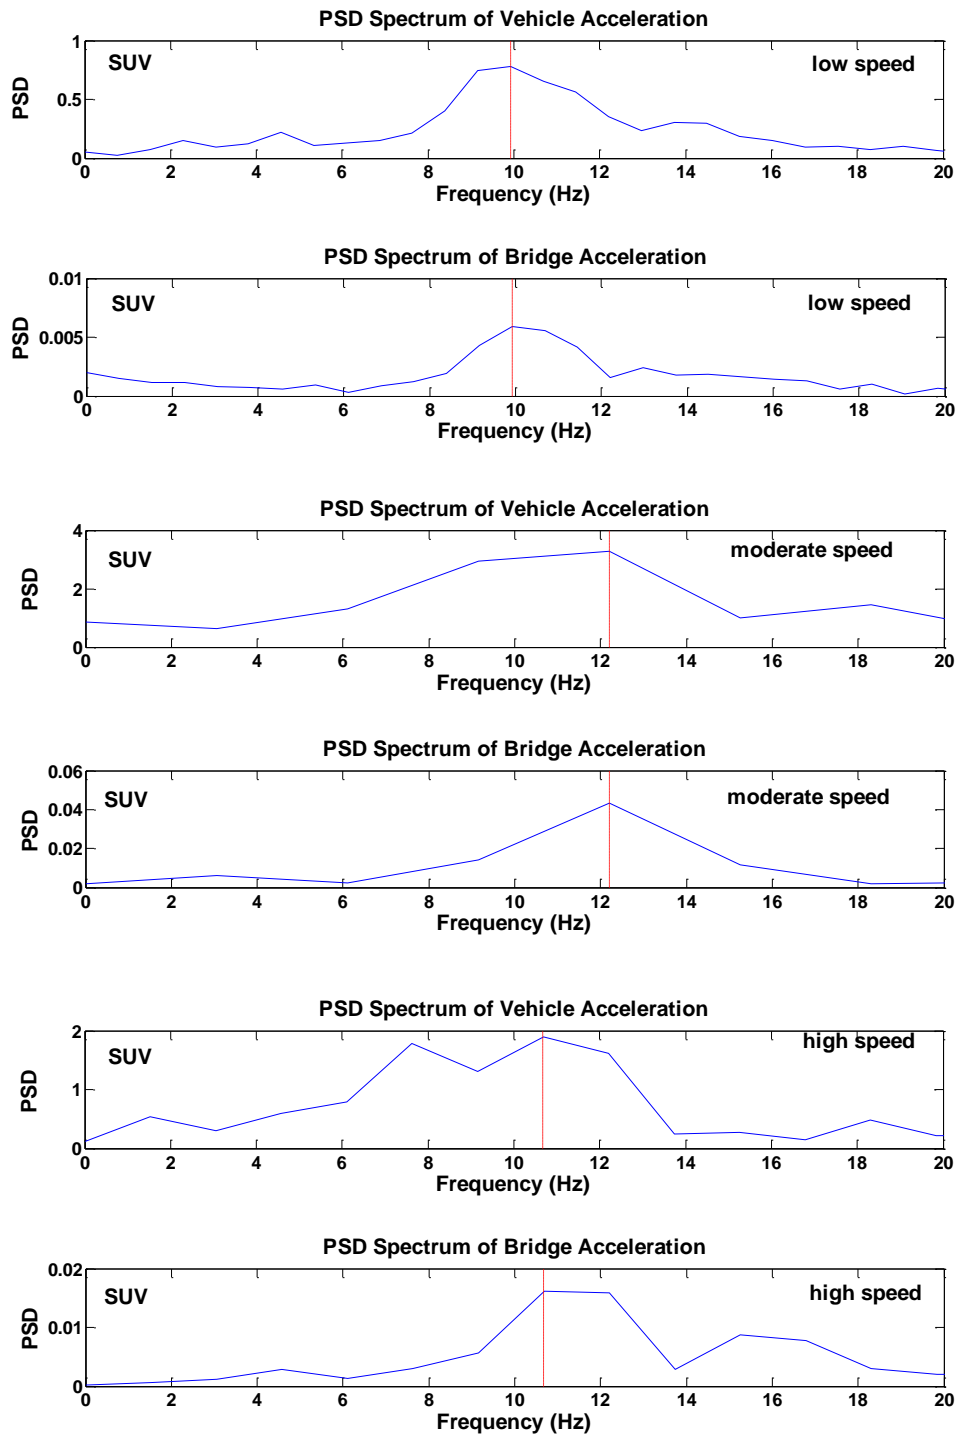 PSD Spectrum of Vehicle Acceleration
1
SUV
low speed
PSD
0.5
0
0 2 4 6 8 10 12 14 16 18 20
Frequency (Hz)
PSD Spectrum of Bridge Acceleration
0.01
SUV
low speed
PSD
0.005
0
0 2 4 6 8 10 12 14 16 18 20
Frequency (Hz)
PSD Spectrum of Vehicle Acceleration
4
SUV
moderate speed
PSD
2
0
0 2 4 6 8 10 12 14 16 18 20
Frequency (Hz)
PSD Spectrum of Bridge Acceleration
0.06
SUV
moderate speed
0.04
PSD
0.02
0
0 2 4 6 8 10 12 14 16 18 20
Frequency (Hz)
PSD Spectrum of Vehicle Acceleration
2
SUV
high speed
PSD
1
0
0 2 4 6 8 10 12 14 16 18 20
Frequency (Hz)
PSD Spectrum of Bridge Acceleration
0.02
SUV
high speed
PSD
0.01
0
0 2 4 6 8 10 12 14 16 18 20
Frequency (Hz)